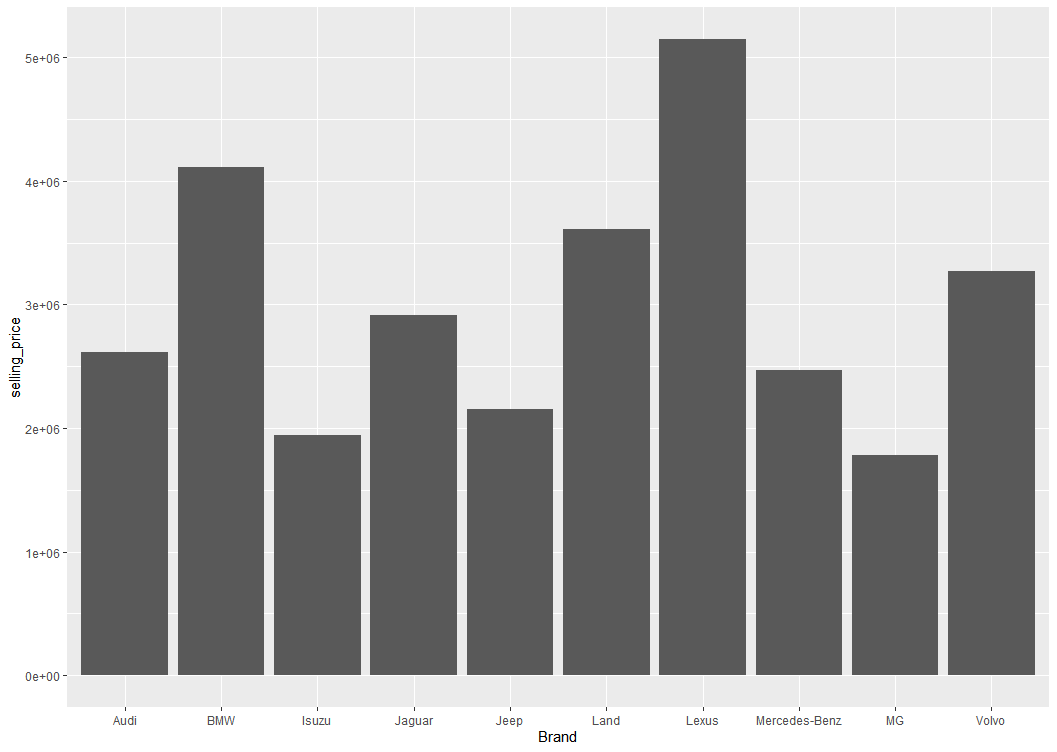 selling_price
5e+06
4e+06
3e+06
2e+06
1e+06
0e+00
Audi BMW Isuzu Jaguar Jeep Land Lexus Mercedes-Benz MG Volvo
Brand